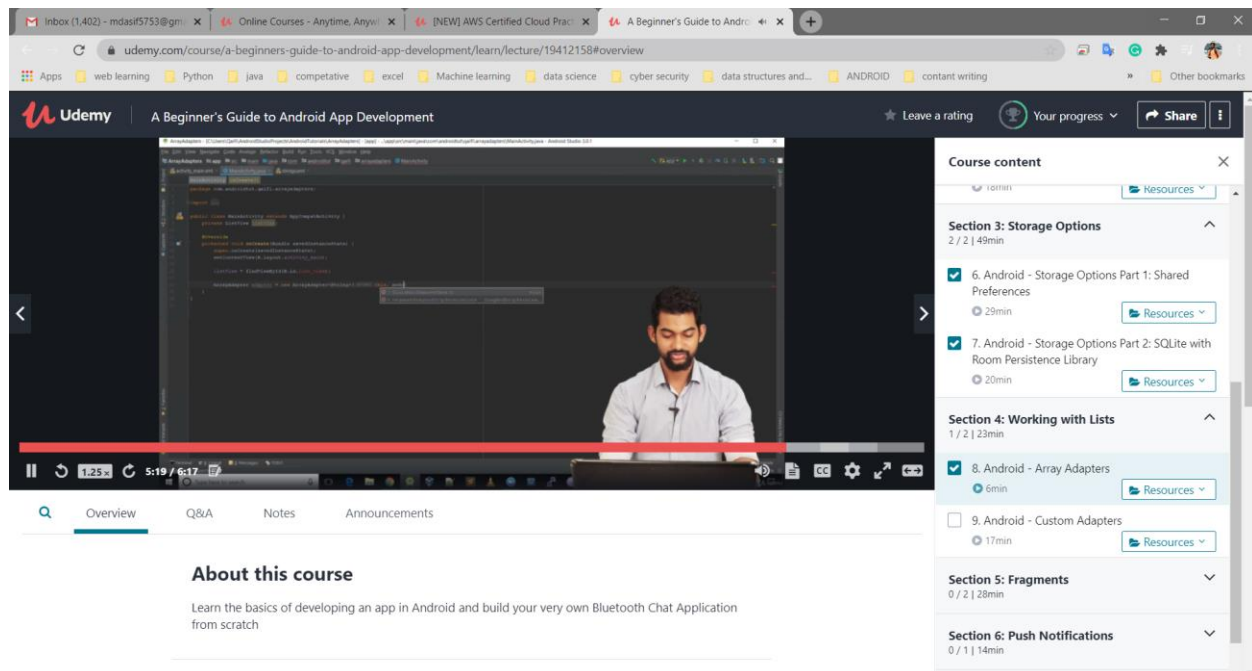 Inbox (1,402) - mdasif5753@gm
Online Courses - Anytime, Anyw
[NEW] AWS Certified Cloud Pract
A Beginner's Guide to Andro
udemy.com/course/a-beginners-guide-to-android-app-development/learn/lecture/19412158#overview
Apps web learning Python java competative excel Machine learning data science cyber security data structures and... ANDROID contant writing » Other bookmarks
Udemy A Beginner's Guide to Android App Development
Leave a rating Your progress Share
Course content
18min Resources
Section 3: Storage Options
2 / 2 | 49min
6. Android - Storage Options Part 1: Shared
Preferences
29min Resources
7. Android - Storage Options Part 2: SQLite with
Room Persistence Library
20min Resources
Section 4: Working with Lists
1 / 2 | 23min
8. Android - Array Adapters
6min Resources
9. Android - Custom Adapters
17min Resources
Section 5: Fragments
0 / 2 | 28min
Section 6: Push Notifications
0 / 1 | 14min
1.25x 5:19 / 6:17 CC
Overview Q&A Notes Announcements
About this course
Learn the basics of developing an app in Android and build your very own Bluetooth Chat Application
from scratch